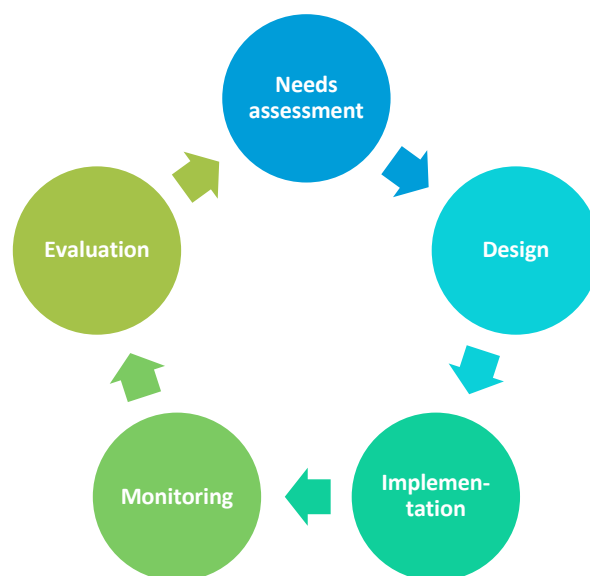 Needs
assessment
Design
Implemen-
tation
Monitoring
Evaluation